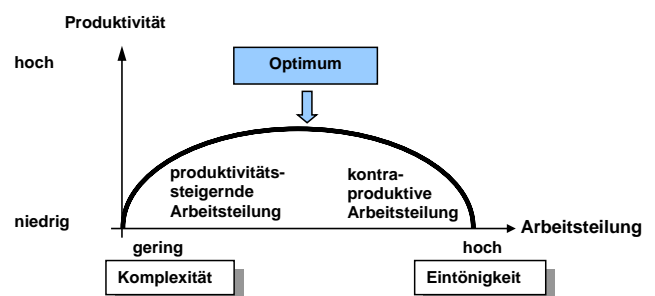 Produktivität
hoch
Optimum
produktivitäts-
steigernde
Arbeitsteilung
kontra-
produktive
Arbeitsteilung
niedrig
Arbeitsteilung
gering
hoch
Komplexität
Eintönigkeit